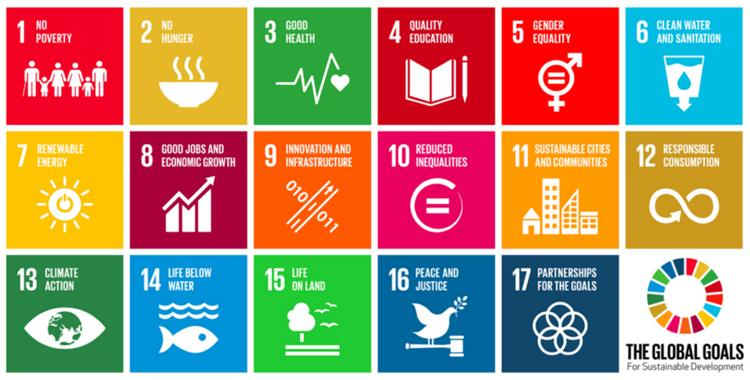 1 NO
POVERTY
2 NO
HUNGER
3 GOOD
HEALTH
4 QUALITY
EDUCATION
5 GENDER
EQUALITY
6 CLEAN WATER
AND SANITATION
7 RENEWABLE
ENERGY
8 GOOD JOBS AND
ECONOMIC GROWTH
9 INNOVATION AND
INFRASTRUCTURE
010
011
10 REDUCED
INEQUALITIES
11 SUSTAINABLE CITIES
AND COMMUNITIES
12 RESPONSIBLE
CONSUMPTION
13 CLIMATE
ACTION
14 LIFE BELOW
WATER
15 LIFE
ON LAND
16 PEACE AND
JUSTICE
17 PARTNERSHIPS
FOR THE GOALS
THE GLOBAL GOALS
For Sustainable Development